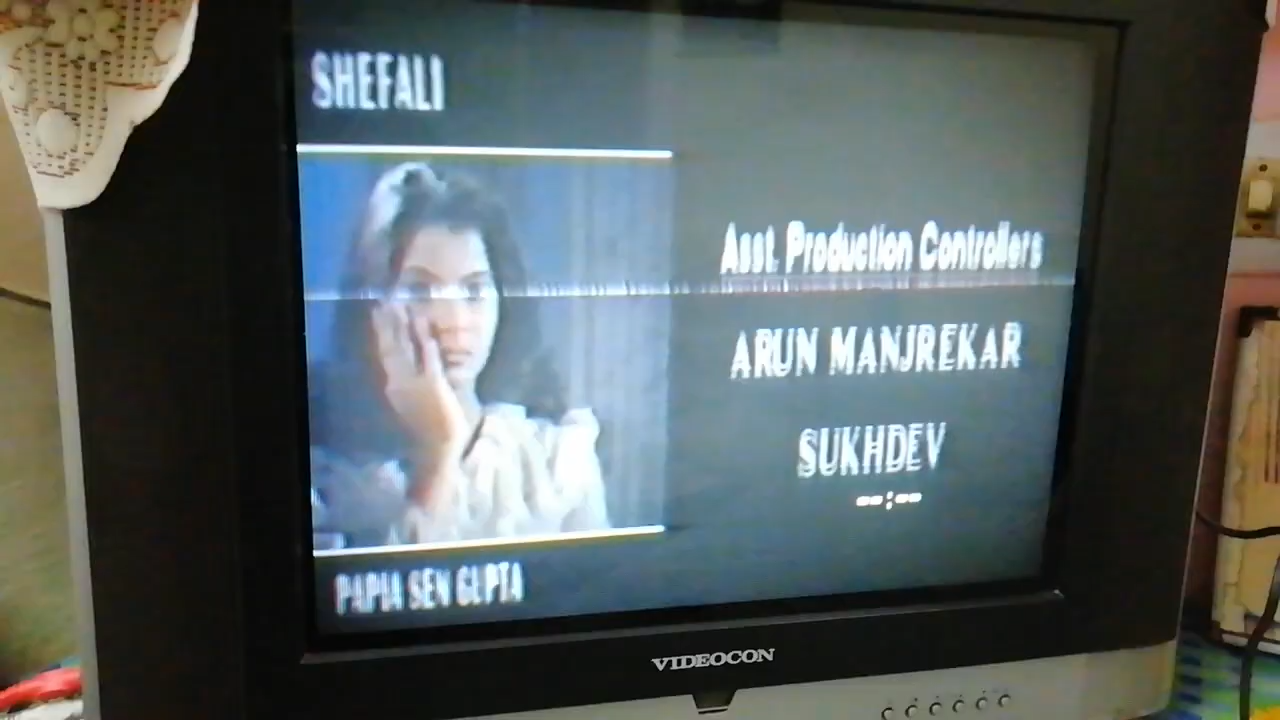 SHEFALI
Asst. Production Controllers
ARUN MANJREKAR
SUKHDEV
--:--
PAPIA SEN GUPTA
VIDEOCON